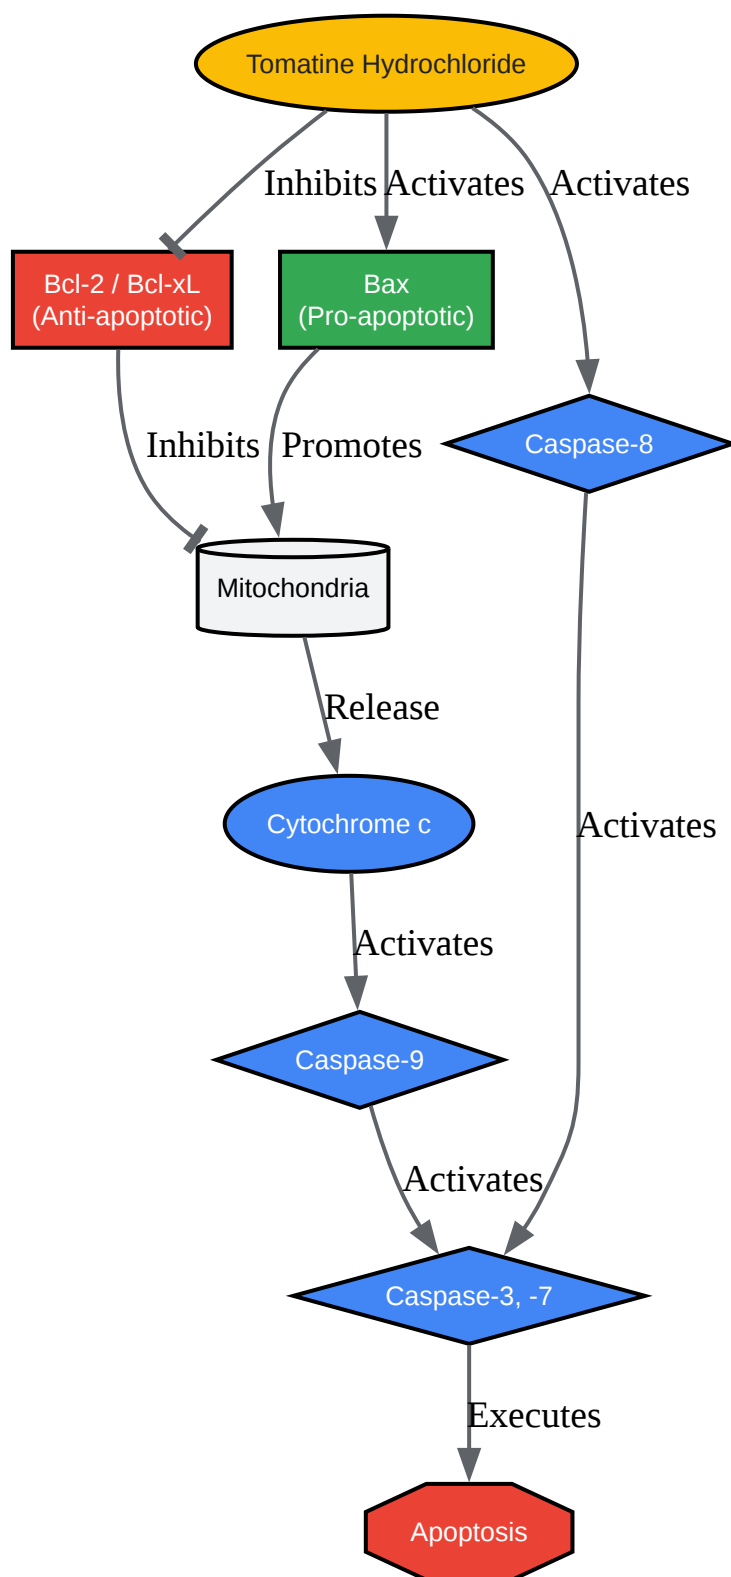 Tomatine Hydrochloride
Inhibits
Activates
Activates
Bcl-2 / Bcl-xL
(Anti-apoptotic)
Bax
(Pro-apoptotic)
Inhibits
Promotes
Caspase-8
Mitochondria
Release
Cytochrome c
Activates
Activates
Caspase-9
Activates
Caspase-3, -7
Executes
Apoptosis